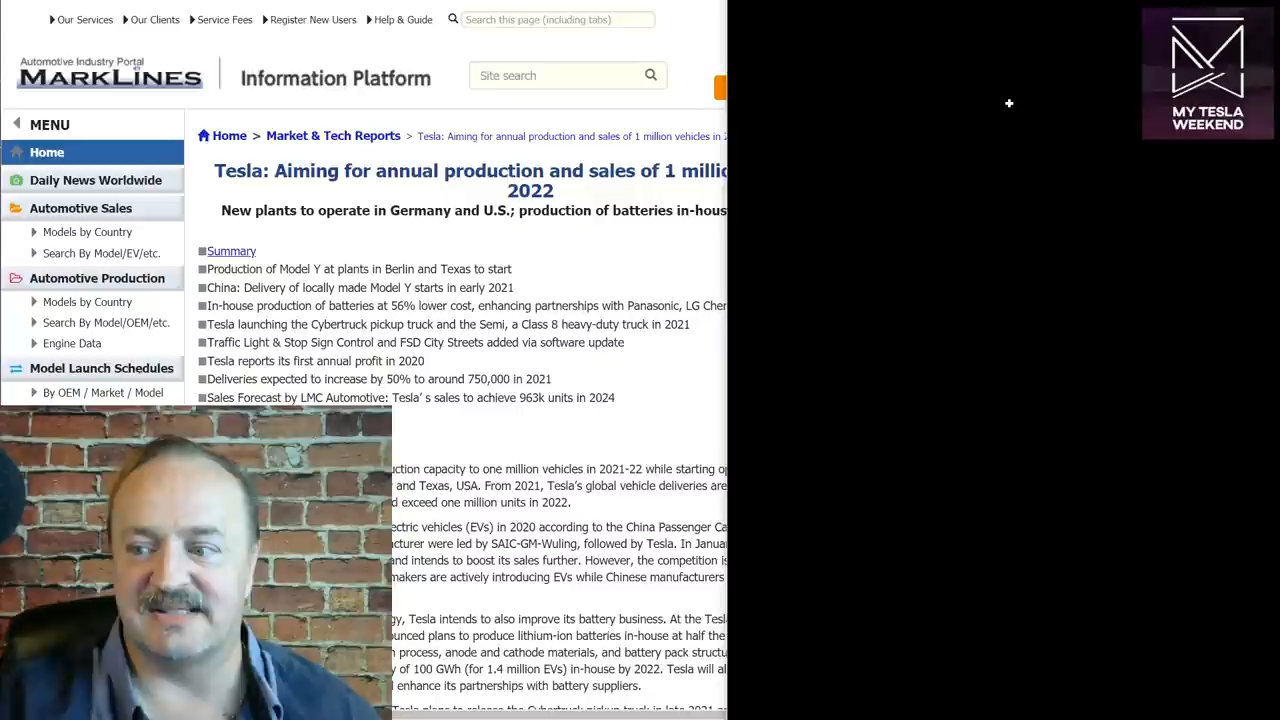 Our Services
Our Clients
Service Fees
Register New Users
Help & Guide
Search this page (including tabs)
Automotive Industry Portal
MARKLINES
Information Platform
Site search
MY TESLA
WEEKEND
MENU
Home
Daily News Worldwide
Automotive Sales
Models by Country
Search By Model/EV/etc.
Automotive Production
Models by Country
Search By Model/OEM/etc.
Engine Data
Model Launch Schedules
By OEM / Market / Model
Home > Market & Tech Reports > Tesla: Aiming for annual production and sales of 1 million vehicles in
Tesla: Aiming for annual production and sales of 1 millio
2022
New plants to operate in Germany and U.S.; production of batteries in-hous
Summary
Production of Model Y at plants in Berlin and Texas to start
China: Delivery of locally made Model Y starts in early 2021
In-house production of batteries at 56% lower cost, enhancing partnerships with Panasonic, LG Cher
Tesla launching the Cybertruck pickup truck and the Semi, a Class 8 heavy-duty truck in 2021
Traffic Light & Stop Sign Control and FSD City Streets added via software update
Tesla reports its first annual profit in 2020
Deliveries expected to increase by 50% to around 750,000 in 2021
Sales Forecast by LMC Automotive: Tesla's sales to achieve 963k units in 2024
uction capacity to one million vehicles in 2021-22 while starting o
and Texas, USA. From 2021, Tesla's global vehicle deliveries are
d exceed one million units in 2022.
ectric vehicles (EVs) in 2020 according to the China Passenger Ca
cturer were led by SAIC-GM-Wuling, followed by Tesla. In Januar
and intends to boost its sales further. However, the competition is
makers are actively introducing EVs while Chinese manufacturers
gy, Tesla intends to also improve its battery business. At the Tesl
ounced plans to produce lithium-ion batteries in-house at half the
n process, anode and cathode materials, and battery pack structu
y of 100 GWh (for 1.4 million EVs) in-house by 2022. Tesla will al
d enhance its partnerships with battery suppliers.